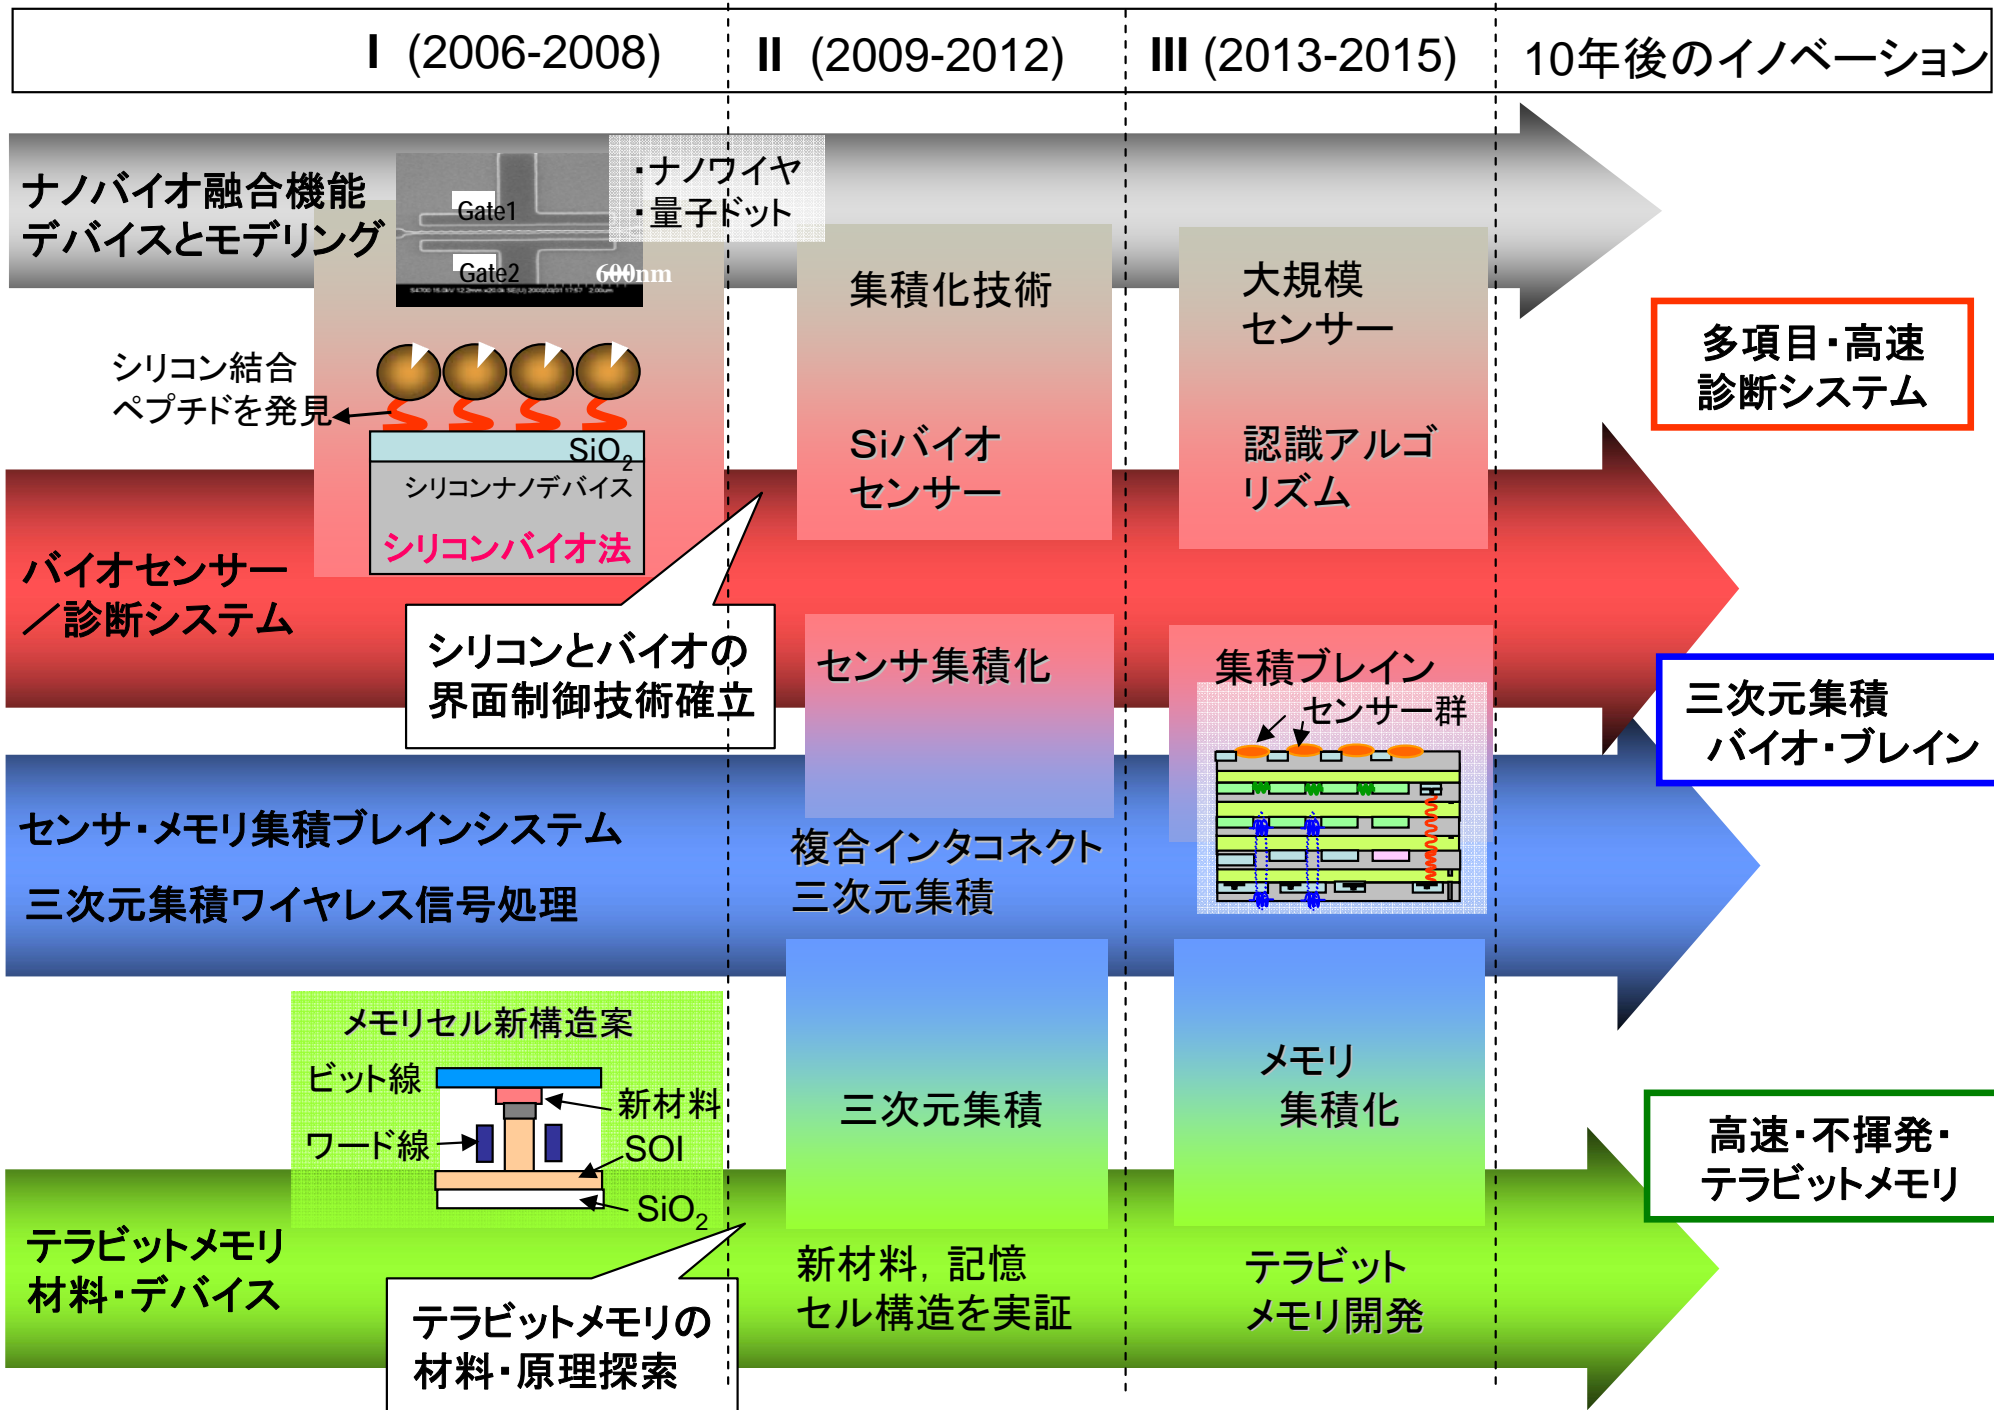 I (2006-2008)
II (2009-2012)
III (2013-2015)
10年後のイノベーション
ナノバイオ融合機能
デバイスとモデリング
Gate1
Gate2
600nm
・ナノワイヤ
・量子ドット
シリコン結合
ペプチドを発見
SiO2
シリコンナノデバイス
シリコンバイオ法
集積化技術
Siバイオ
センサー
大規模
センサー
認識アルゴ
リズム
多項目・高速
診断システム
バイオセンサー
／診断システム
シリコンとバイオの
界面制御技術確立
センサ集積化
集積ブレイン
センサー群
三次元集積
バイオ・ブレイン
センサ・メモリ集積ブレインシステム
三次元集積ワイヤレス信号処理
複合インタコネクト
三次元集積
メモリセル新構造案
ビット線
新材料
ワード線
SOI
SiO2
三次元集積
メモリ
集積化
高速・不揮発・
テラビットメモリ
テラビットメモリ
材料・デバイス
テラビットメモリの
材料・原理探索
新材料，記憶
セル構造を実証
テラビット
メモリ開発